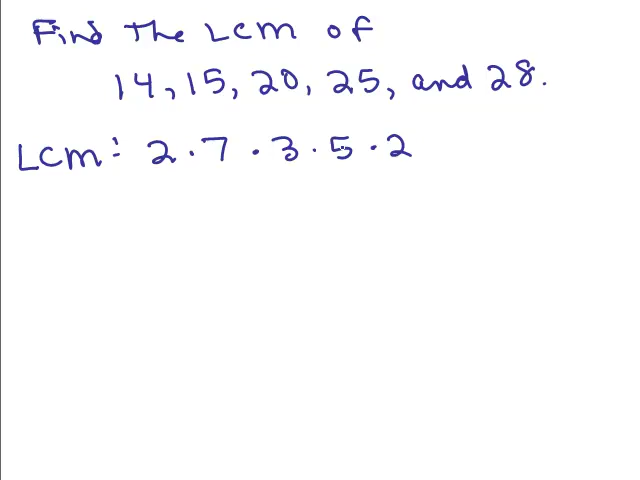 Find the LCM of
14, 15, 20, 25, and 28.
LCM: 2 · 7 · 3 · 5 · 2